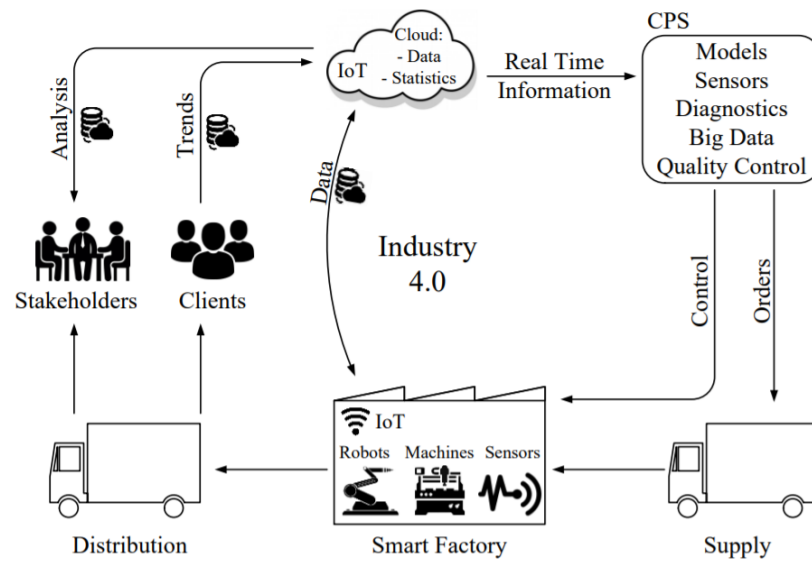 CPS
Cloud:
- Data
- Statistics
IoT
Real Time
Information
Models
Sensors
Diagnostics
Big Data
Quality Control
Analysis
Trends
Data
Industry
4.0
Control
Orders
Stakeholders
Clients
IoT
Robots
Machines
Sensors
Distribution
Smart Factory
Supply